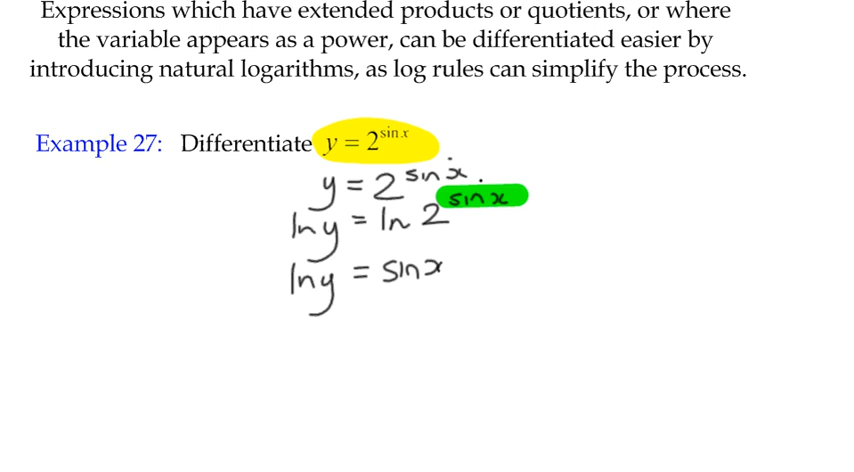 Expressions which have extended products or quotients, or where
the variable appears as a power, can be differentiated easier by
introducing natural logarithms, as log rules can simplify the process.
Example 27: Differentiate y = 2^sin x
y = 2^sin x.
ln y = ln 2^sin x
ln y = sin x